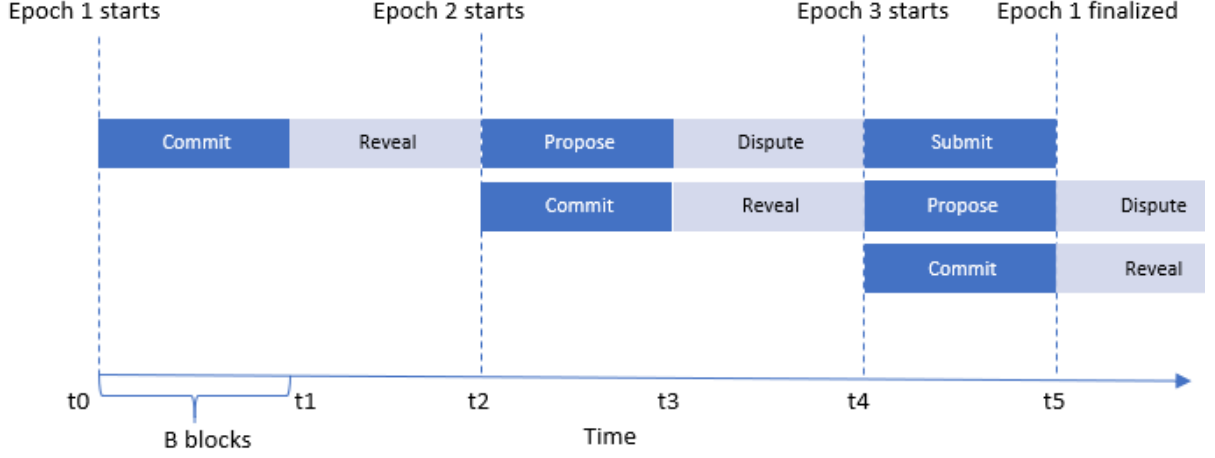 Epoch 1 starts
Epoch 2 starts
Epoch 3 starts
Epoch 1 finalized
Commit
Reveal
Propose
Dispute
Submit
Commit
Reveal
Propose
Dispute
Commit
Reveal
t0
t1
t2
t3
t4
t5
B blocks
Time